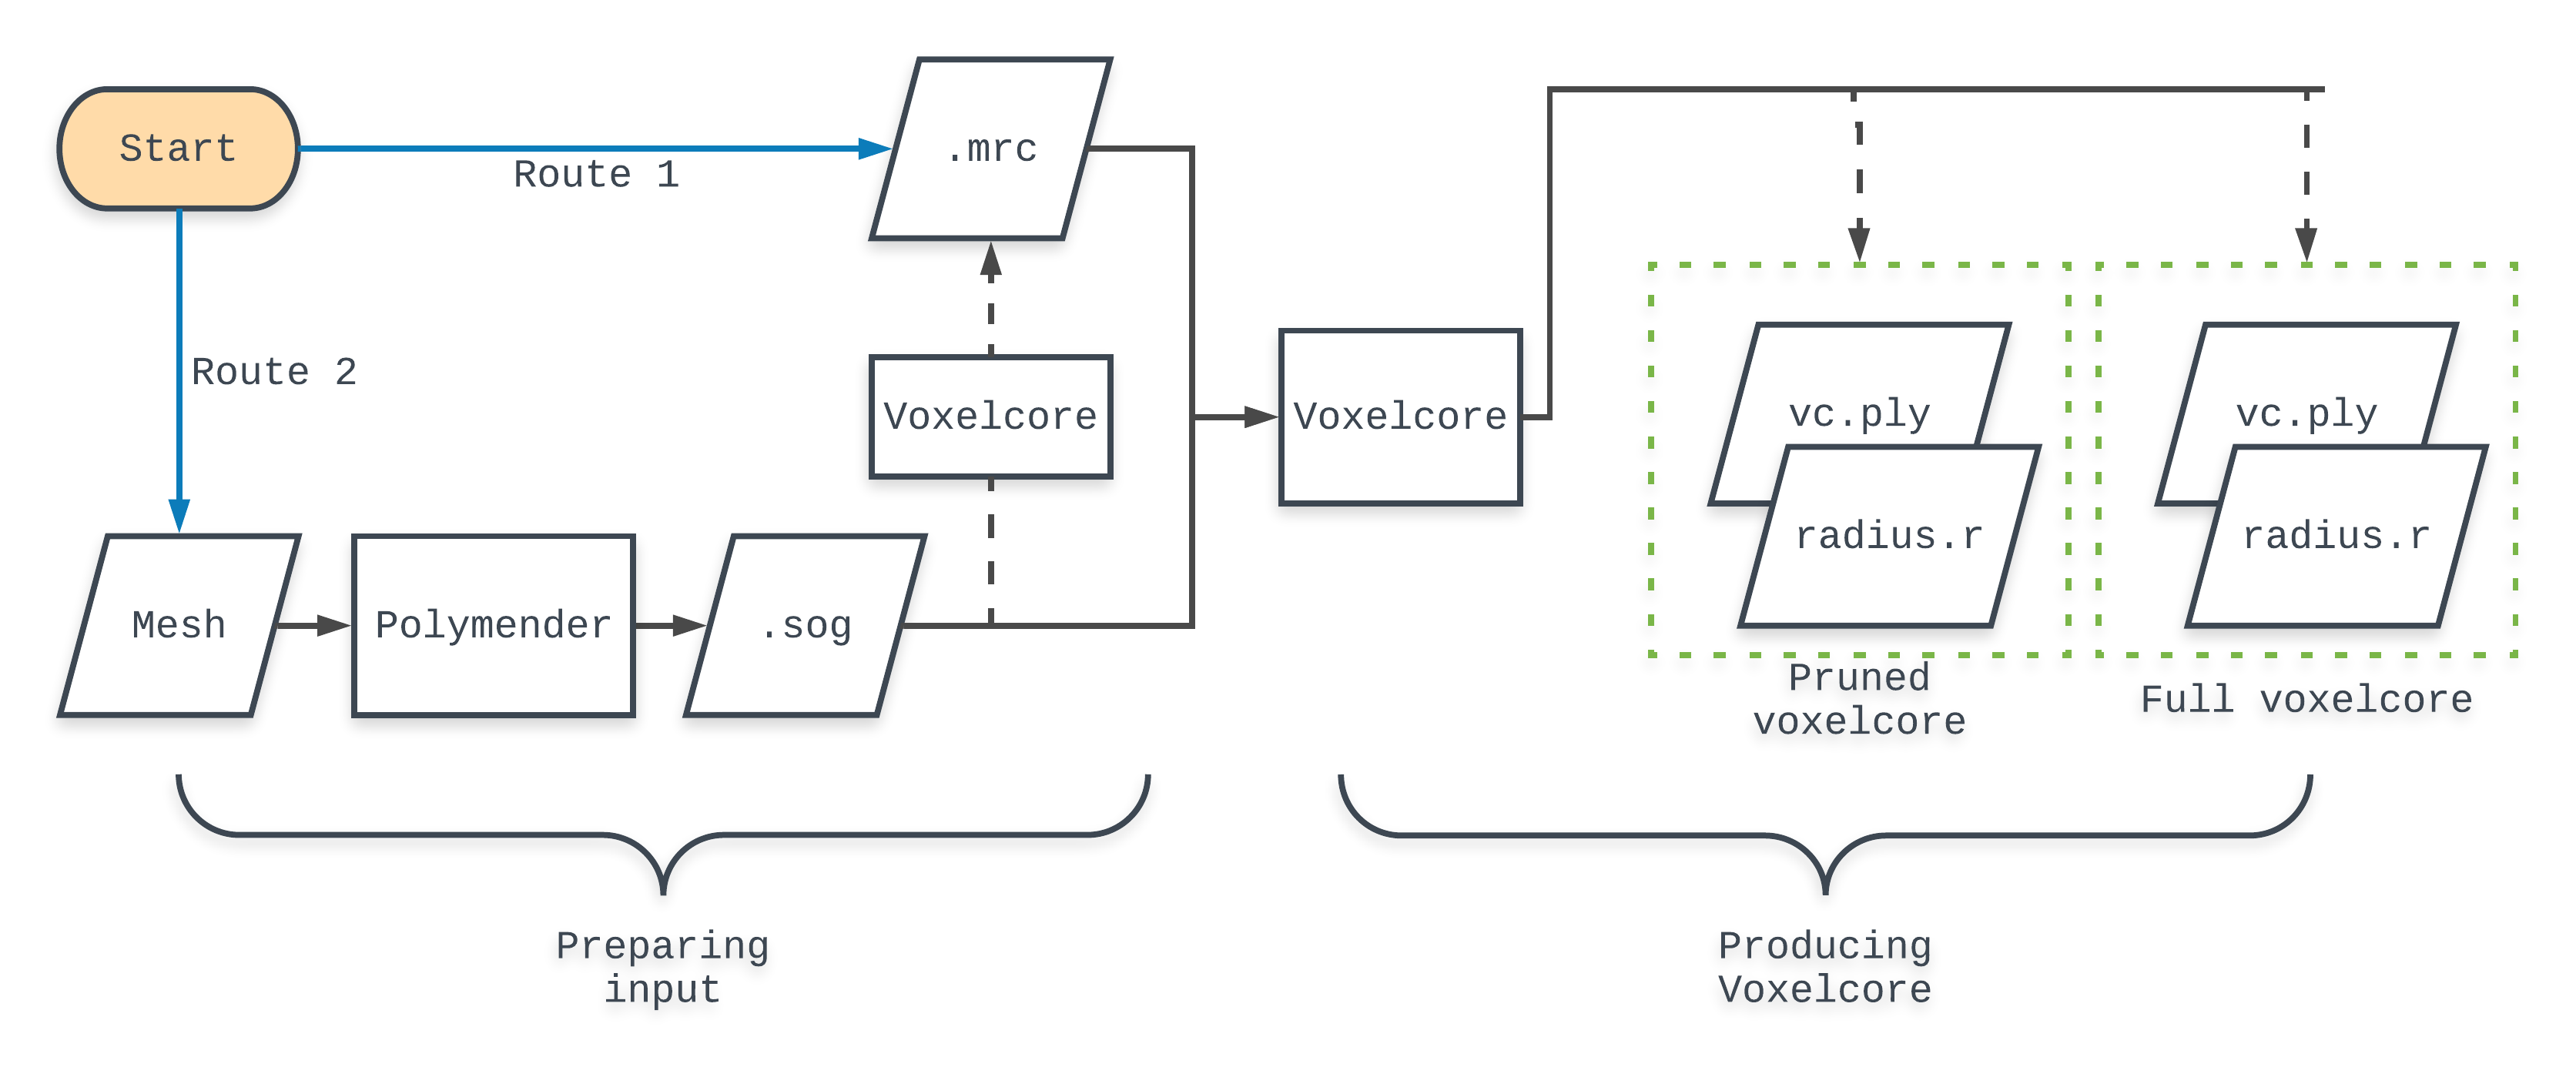 Start
Route 1
.mrc
Route 2
Voxelcore
Voxelcore
vc.ply
vc.ply
radius.r
radius.r
Mesh
Polymender
.sog
Pruned
voxelcore
Full voxelcore
Preparing
input
Producing
Voxelcore